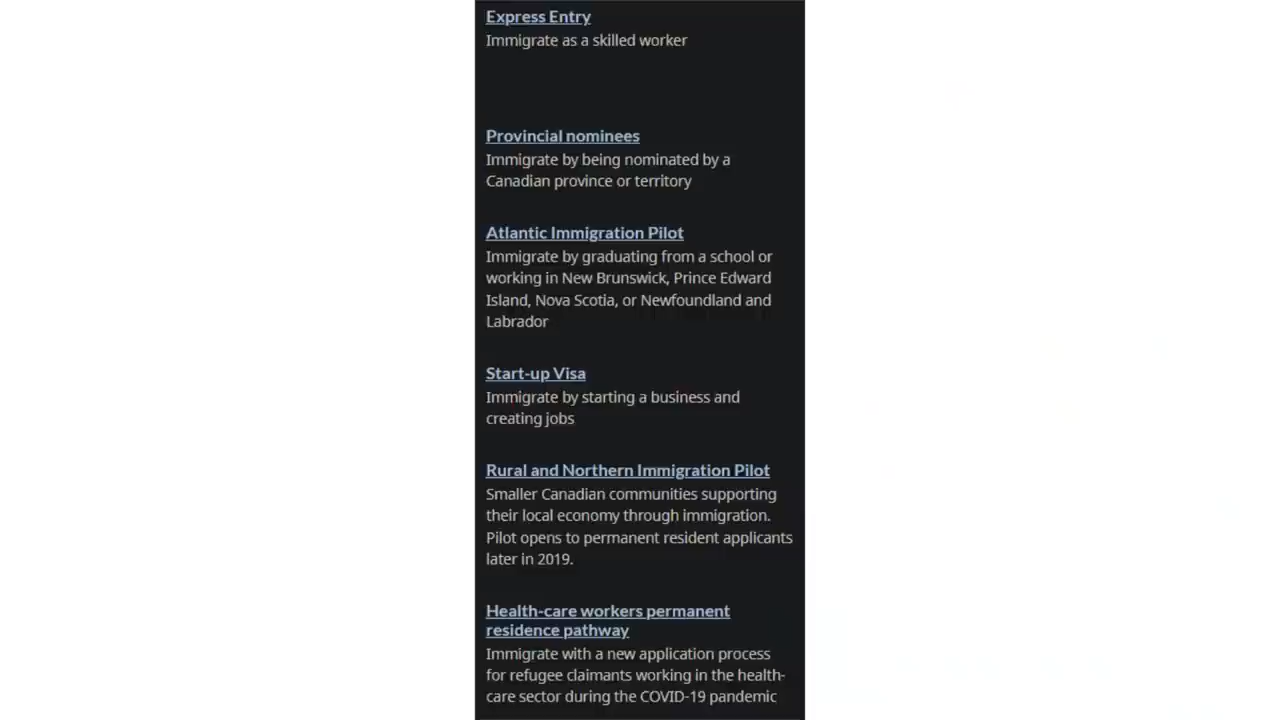 Express Entry
Immigrate as a skilled worker
Provincial nominees
Immigrate by being nominated by a
Canadian province or territory
Atlantic Immigration Pilot
Immigrate by graduating from a school or
working in New Brunswick, Prince Edward
Island, Nova Scotia, or Newfoundland and
Labrador
Start-up Visa
Immigrate by starting a business and
creating jobs
Rural and Northern Immigration Pilot
Smaller Canadian communities supporting
their local economy through immigration.
Pilot opens to permanent resident applicants
later in 2019.
Health-care workers permanent
residence pathway
Immigrate with a new application process
for refugee claimants working in the health-
care sector during the COVID-19 pandemic